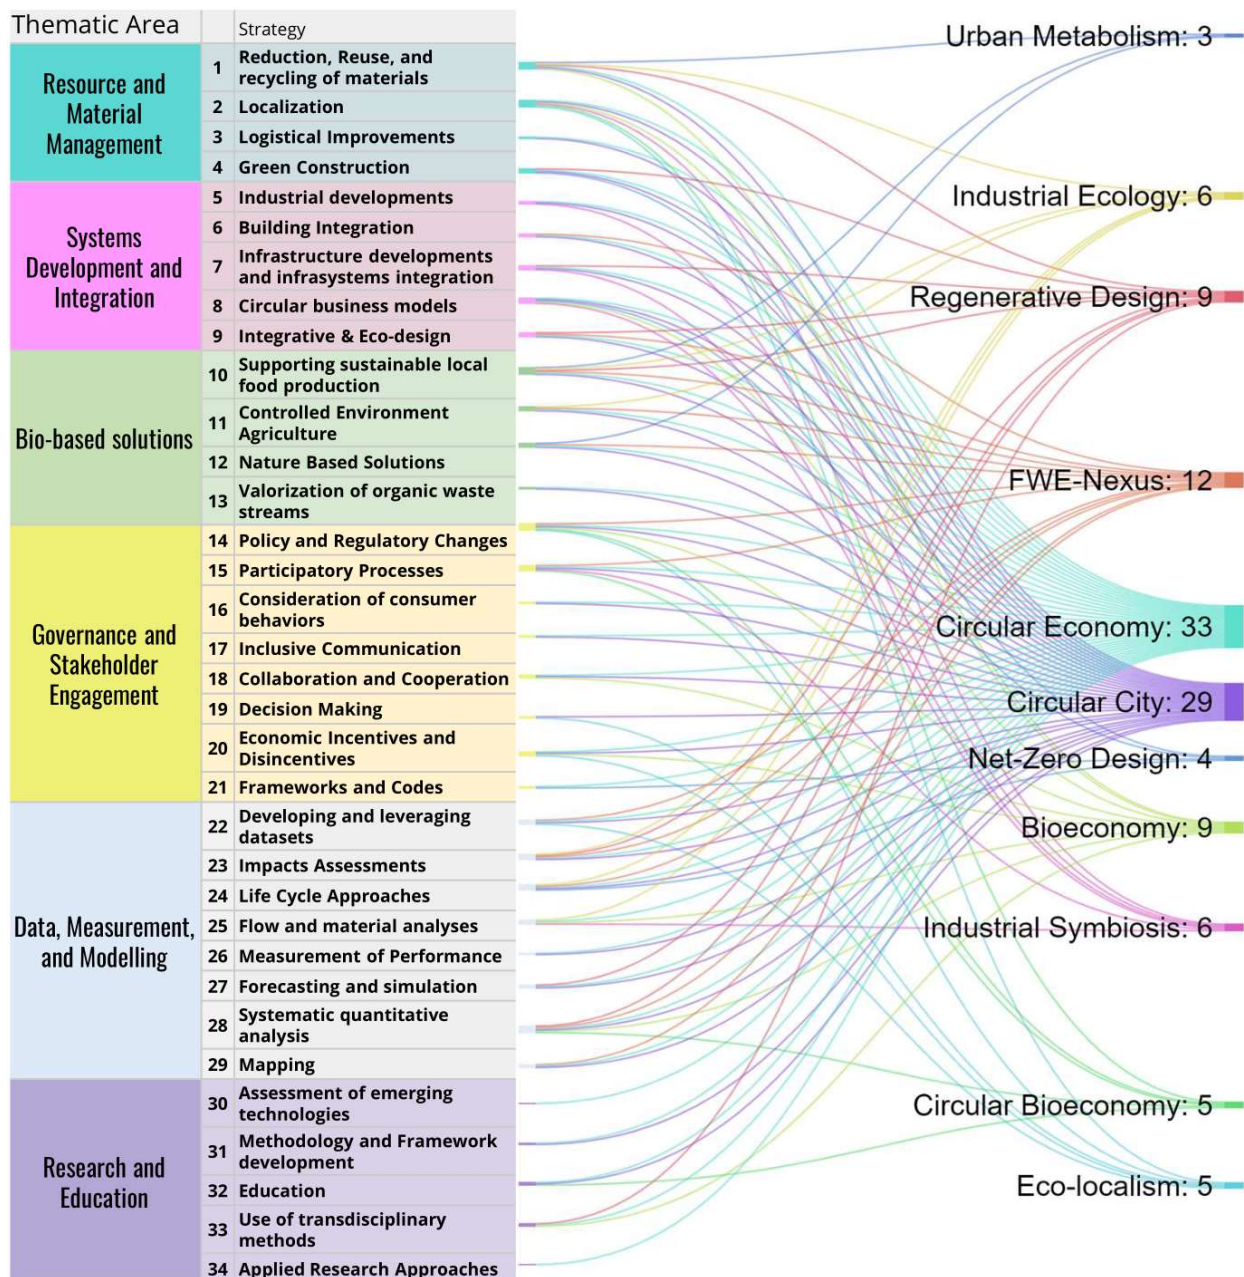 Thematic Area
Strategy
Resource and
Material
Management
1
Reduction, Reuse, and
recycling of materials
2
Localization
3
Logistical Improvements
4
Green Construction
Systems
Development and
Integration
5
Industrial developments
6
Building Integration
7
Infrastructure developments
and infrasystems integration
8
Circular business models
9
Integrative & Eco-design
Bio-based solutions
10
Supporting sustainable local
food production
11
Controlled Environment
Agriculture
12
Nature Based Solutions
13
Valorization of organic waste
streams
Governance and
Stakeholder
Engagement
14
Policy and Regulatory Changes
15
Participatory Processes
16
Consideration of consumer
behaviors
17
Inclusive Communication
18
Collaboration and Cooperation
19
Decision Making
20
Economic Incentives and
Disincentives
21
Frameworks and Codes
Data, Measurement,
and Modelling
22
Developing and leveraging
datasets
23
Impacts Assessments
24
Life Cycle Approaches
25
Flow and material analyses
26
Measurement of Performance
27
Forecasting and simulation
28
Systematic quantitative
analysis
29
Mapping
Research and
Education
30
Assessment of emerging
technologies
31
Methodology and Framework
development
32
Education
33
Use of transdisciplinary
methods
34
Applied Research Approaches
Urban Metabolism: 3
Industrial Ecology: 6
Regenerative Design: 9
FWE-Nexus: 12
Circular Economy: 33
Circular City: 29
Net-Zero Design: 4
Bioeconomy: 9
Industrial Symbiosis: 6
Circular Bioeconomy: 5
Eco-localism: 5